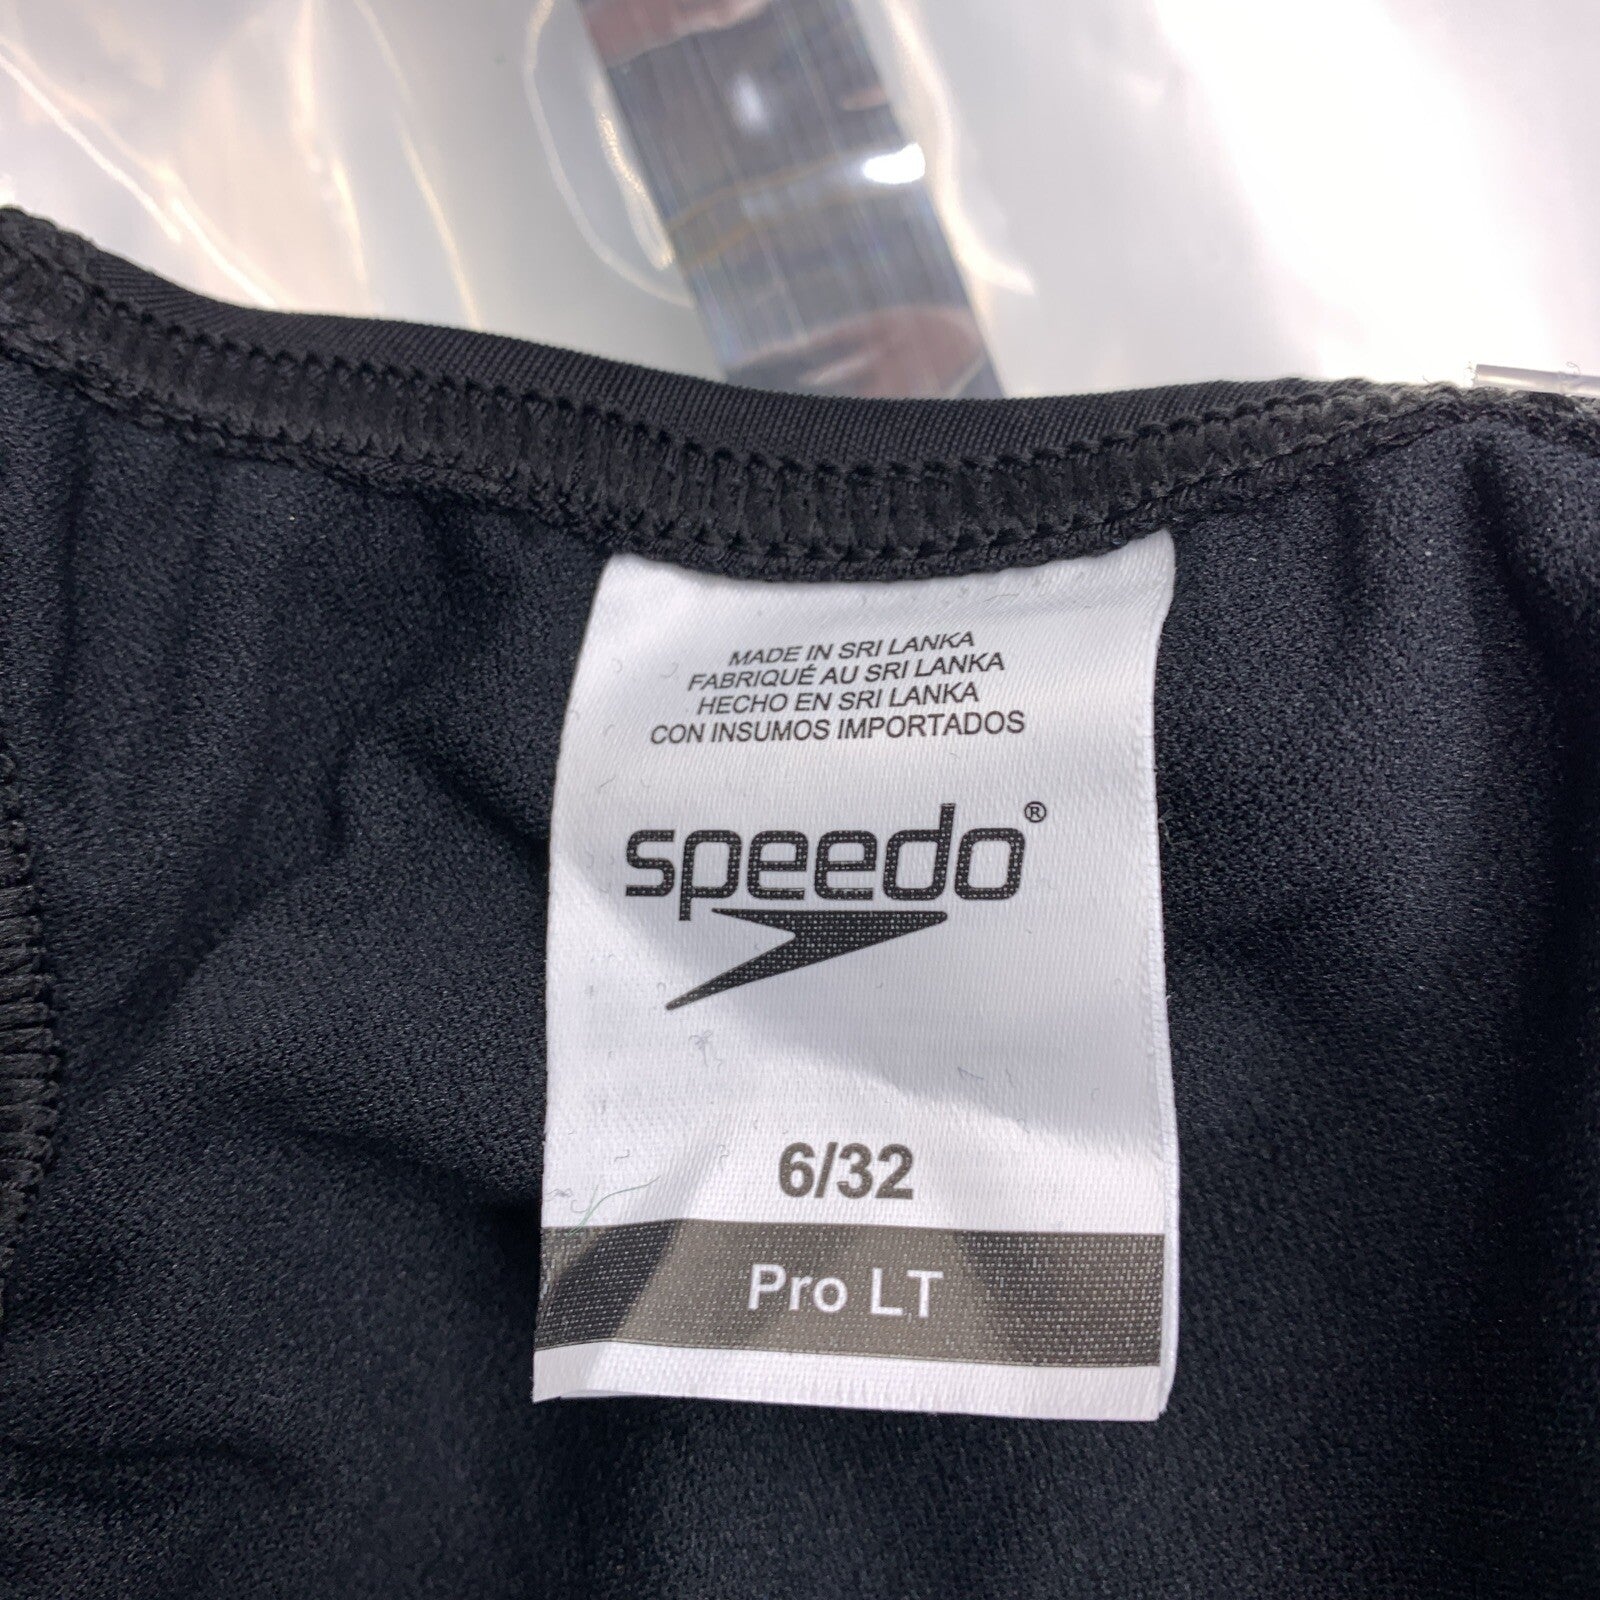 MADE IN SRI LANKA
FABRIQUÉ AU SRI LANKA
HECHO EN SRI LANKA
CON INSUMOS IMPORTADOS
speedo®
6/32
Pro LT